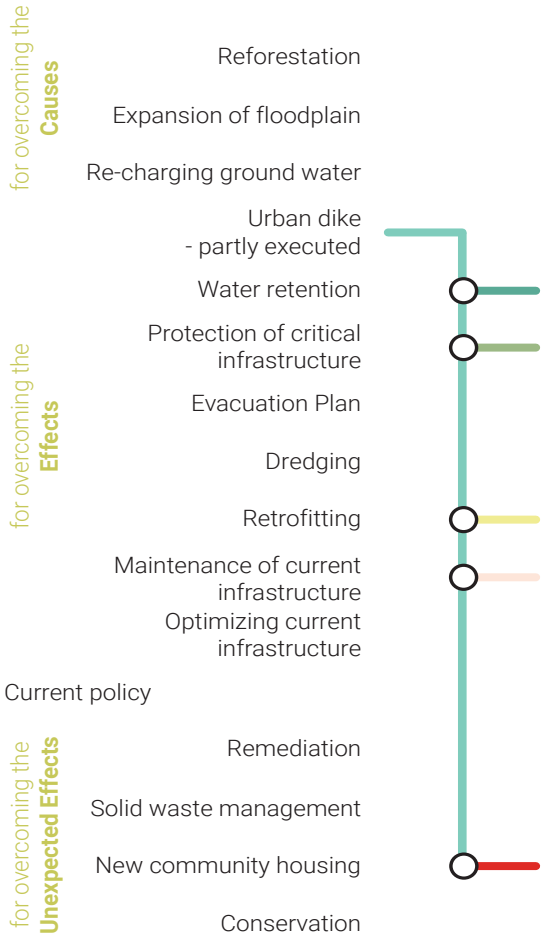 for overcoming the
Causes
Reforestation
Expansion of floodplain
Re-charging ground water
Urban dike
- partly executed
Water retention
for overcoming the
Effects
Protection of critical
infrastructure
Evacuation Plan
Dredging
Retrofitting
Maintenance of current
infrastructure
Optimizing current
infrastructure
Current policy
for overcoming the
Unexpected Effects
Remediation
Solid waste management
New community housing
Conservation